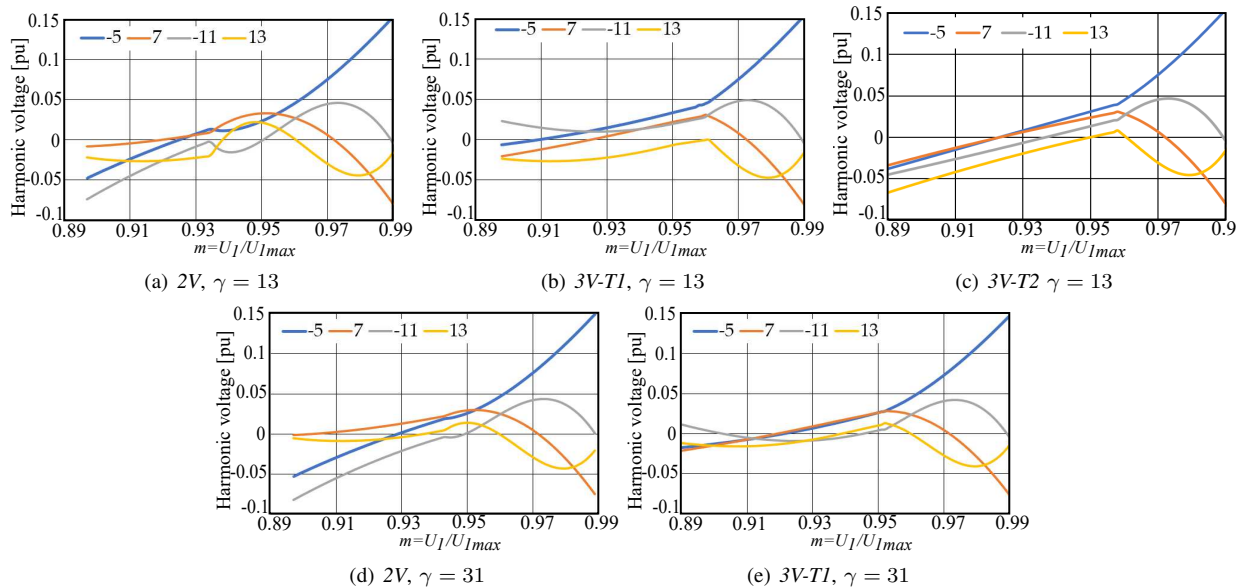 Harmonic voltage [pu]
0.15
0.1
0.05
0
-0.05
-0.1
-5 7 -11 13
0.89 0.91 0.93 0.95 0.97 0.99
m=U1/U1max
(a) 2V, γ = 13
Harmonic voltage [pu]
0.15
0.1
0.05
0
-0.05
-0.1
-5 7 -11 13
0.89 0.91 0.93 0.95 0.97 0.99
m=U1/U1max
(b) 3V-T1, γ = 13
Harmonic voltage [pu]
0.15
0.1
0.05
0
-0.05
-0.1
-5 7 -11 13
0.89 0.91 0.93 0.95 0.97 0.9
m=U1/U1max
(c) 3V-T2 γ = 13
Harmonic voltage [pu]
0.15
0.1
0.05
0
-0.05
-0.1
-5 7 -11 13
0.89 0.91 0.93 0.95 0.97 0.99
m=U1/U1max
(d) 2V, γ = 31
Harmonic voltage [pu]
0.15
0.1
0.05
0
-0.05
-0.1
-5 7 -11 13
0.89 0.91 0.93 0.95 0.97 0.99
m=U1/U1max
(e) 3V-T1, γ = 31